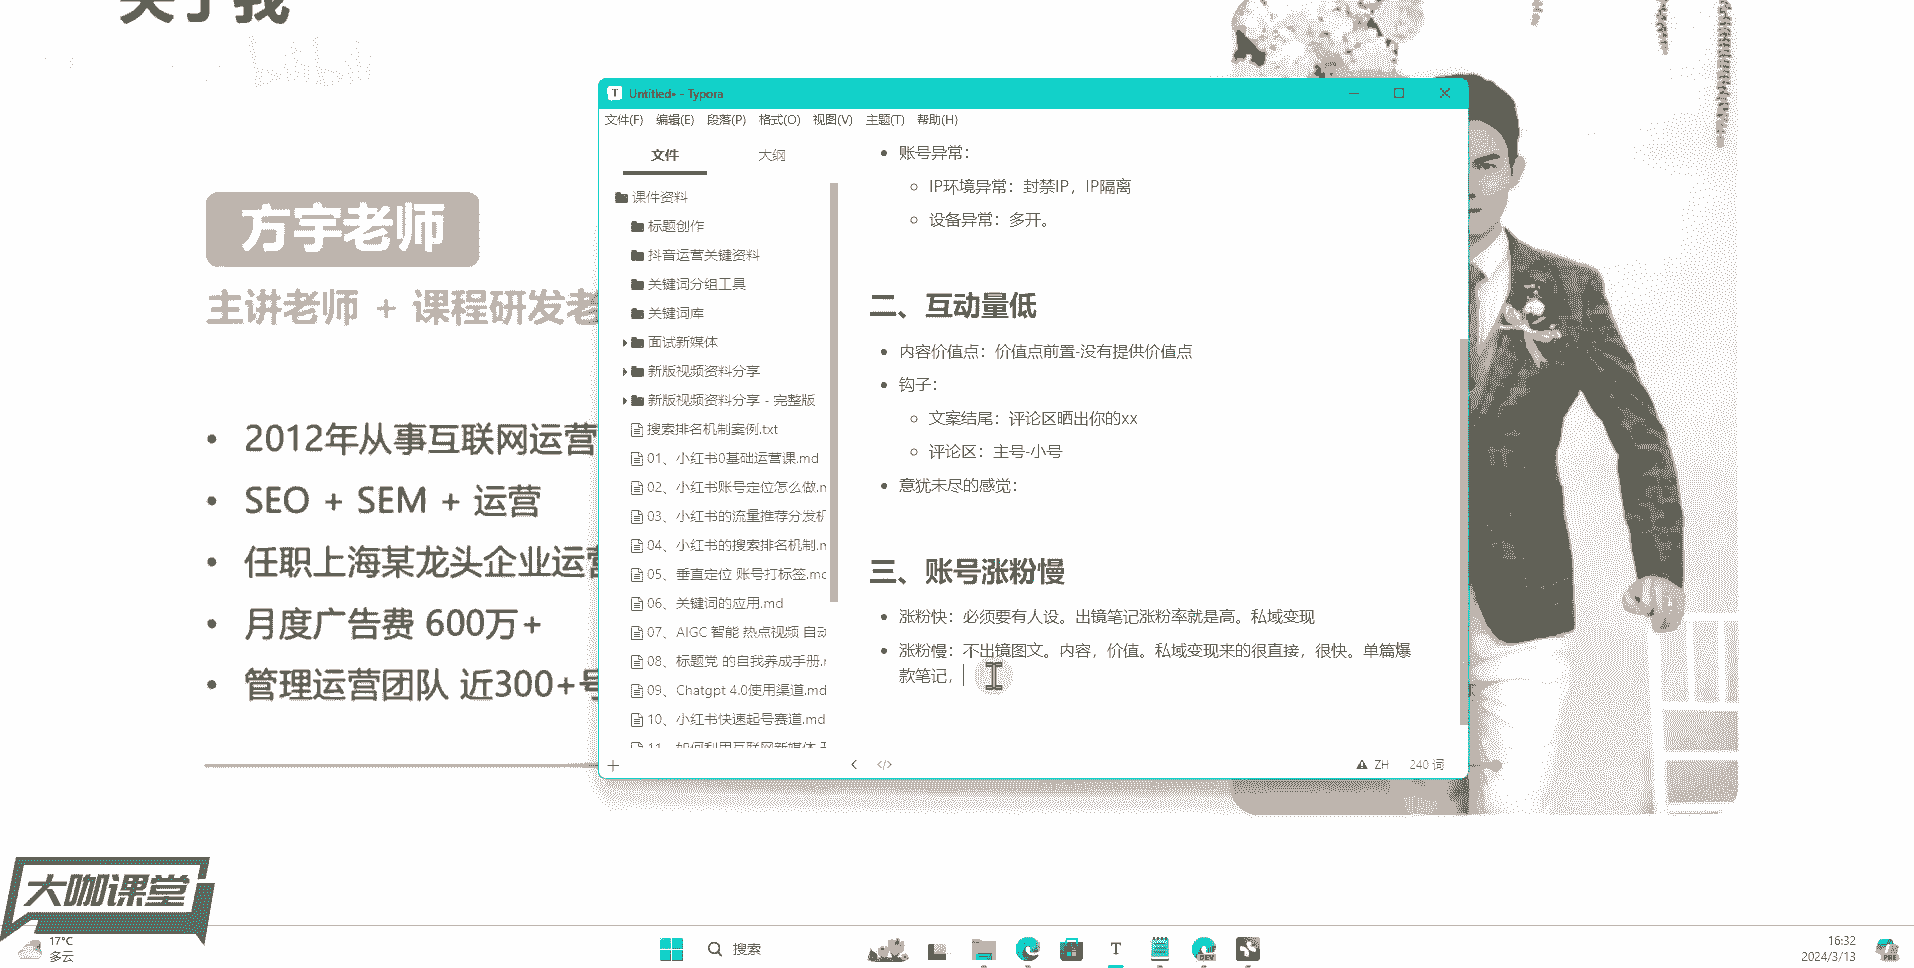 关于我
bilibili
方宇老师
主讲老师 + 课程研发老
2012年从事互联网运营
SEO + SEM + 运营
任职上海某龙头企业运营
月度广告费 600万+
管理运营团队 近300+号
Untitled• - Typora
文件(F) 编辑(E) 段落(P) 格式(O) 视图(V) 主题(T) 帮助(H)
文件 大纲
课件资料
标题创作
抖音运营关键资料
关键词分组工具
关键词库
面试新媒体
新版视频资料分享
新版视频资料分享 - 完整版
搜索排名机制案例.txt
01、小红书0基础运营课.md
02、小红书账号定位怎么做.m
03、小红书的流量推荐分发机
04、小红书的搜索排名机制.m
05、垂直定位 账号打标签.md
06、关键词的应用.md
07、AIGC 智能 热点视频 自动
08、标题党 的自我养成手册.m
09、Chatgpt 4.0使用渠道.md
10、小红书快速起号赛道.md
11、如何利用互联网新媒体
账号异常：
IP环境异常：封禁IP，IP隔离
设备异常：多开。
二、互动量低
内容价值点：价值点前置-没有提供价值点
钩子：
文案结尾：评论区晒出你的xx
评论区：主号-小号
意犹未尽的感觉：
三、账号涨粉慢
涨粉快：必须要有人设。出镜笔记涨粉率就是高。私域变现
涨粉慢：不出镜图文。内容，价值。私域变现来的很直接，很快。单篇爆
款笔记，
ZH 240 词
大咖课堂
17°C
多云
搜索
T
DEV
16:32
2024/3/13
PRE